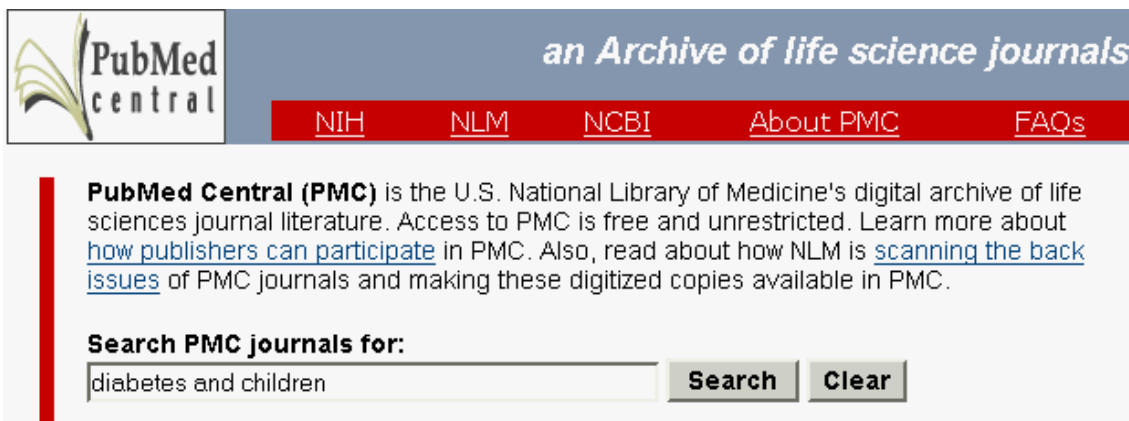 PubMed
central
an Archive of life science journals
NIH NLM NCBI About PMC FAQs
PubMed Central (PMC) is the U.S. National Library of Medicine's digital archive of life
sciences journal literature. Access to PMC is free and unrestricted. Learn more about
how publishers can participate in PMC. Also, read about how NLM is scanning the back
issues of PMC journals and making these digitized copies available in PMC.
Search PMC journals for:
diabetes and children Search Clear